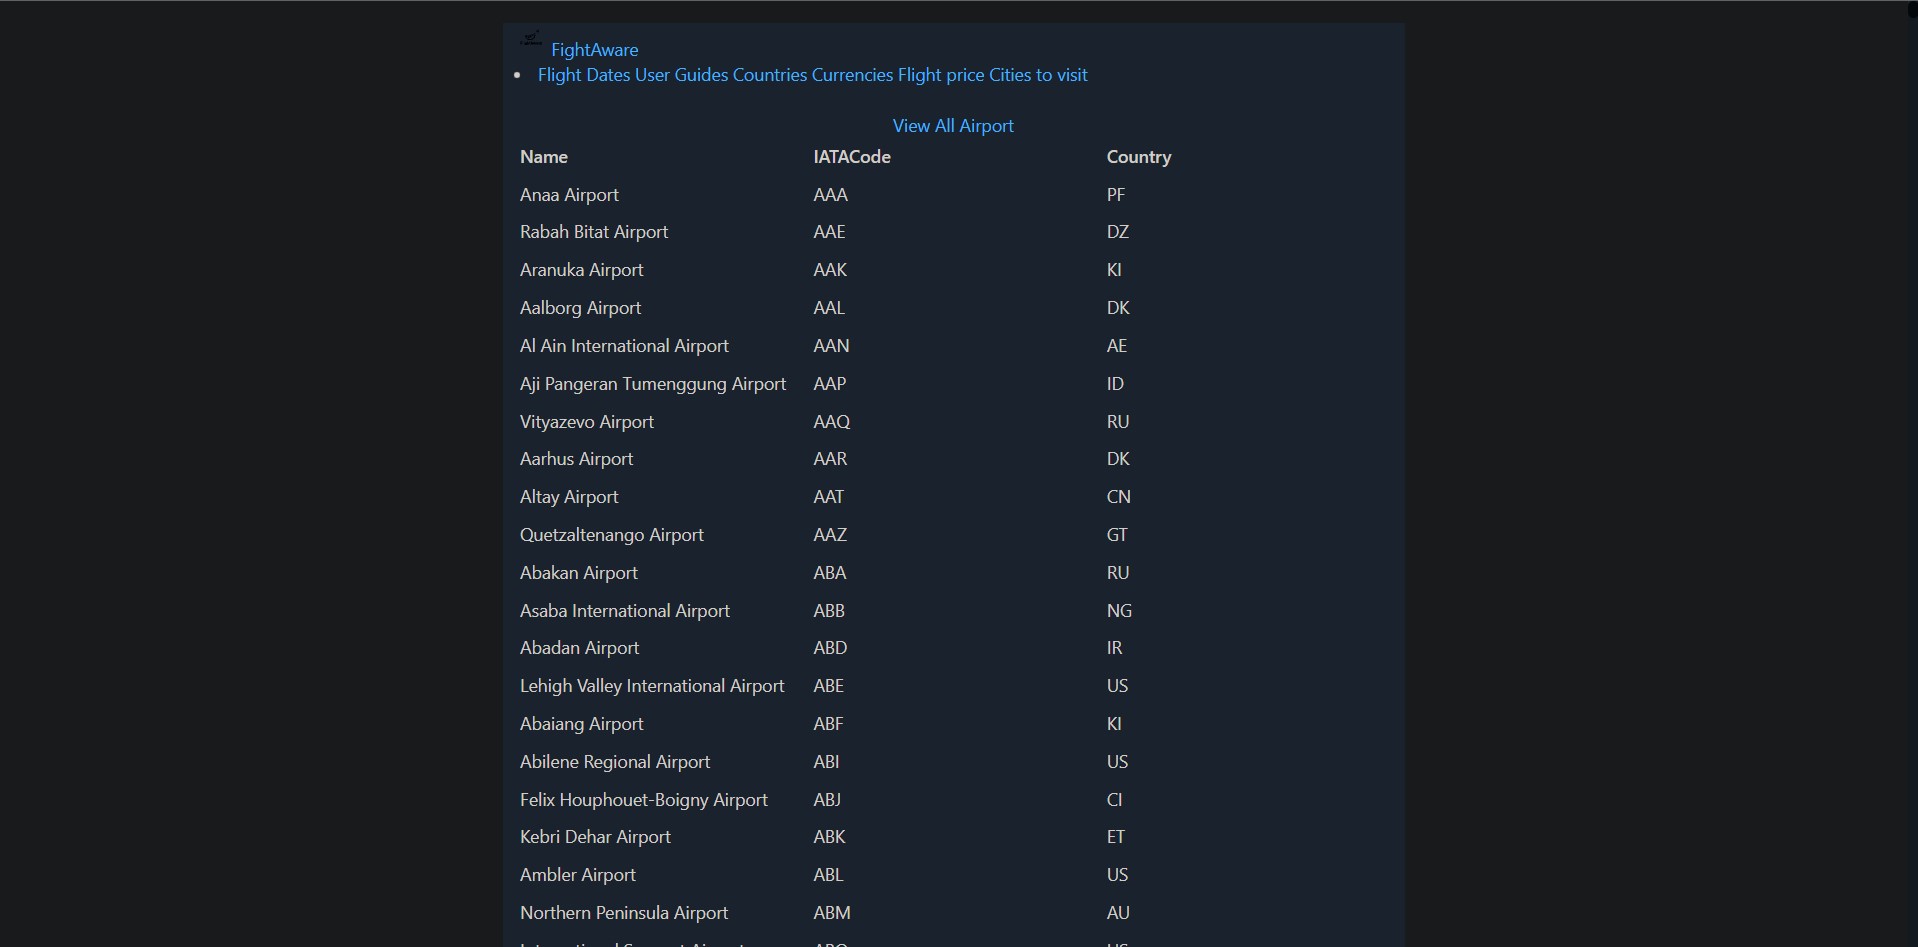 FightAware
Flight Dates User Guides Countries Currencies Flight price Cities to visit
View All Airport
Name IATACode Country
Anaa Airport AAA PF
Rabah Bitat Airport AAE DZ
Aranuka Airport AAK KI
Aalborg Airport AAL DK
Al Ain International Airport AAN AE
Aji Pangeran Tumenggung Airport AAP ID
Vityazevo Airport AAQ RU
Aarhus Airport AAR DK
Altay Airport AAT CN
Quetzaltenango Airport AAZ GT
Abakan Airport ABA RU
Asaba International Airport ABB NG
Abadan Airport ABD IR
Lehigh Valley International Airport ABE US
Abaiang Airport ABF KI
Abilene Regional Airport ABI US
Felix Houphouet-Boigny Airport ABJ CI
Kebri Dehar Airport ABK ET
Ambler Airport ABL US
Northern Peninsula Airport ABM AU